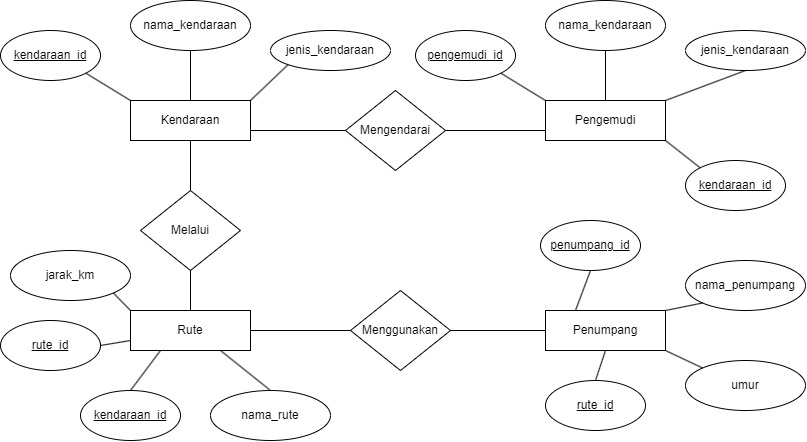 nama_kendaraan
kendaraan_id
jenis_kendaraan
Kendaraan
Mengendarai
nama_kendaraan
pengemudi_id
jenis_kendaraan
Pengemudi
kendaraan_id
Melalui
jarak_km
rute_id
Rute
kendaraan_id
nama_rute
Menggunakan
penumpang_id
nama_penumpang
Penumpang
umur
rute_id